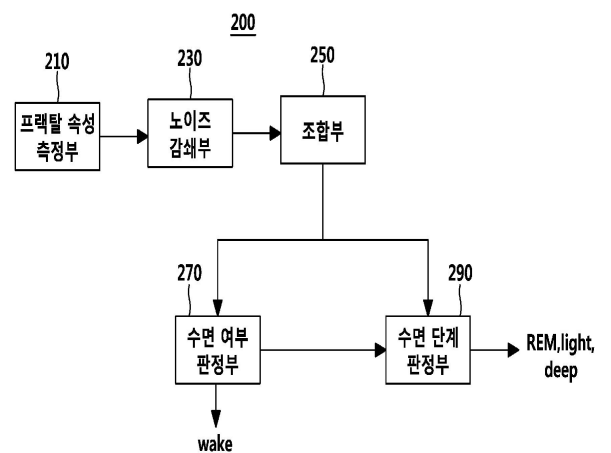 200
210
230
250
프랙탈 속성
측정부
노이즈
감쇄부
조합부
270
290
수면 여부
판정부
수면 단계
판정부
REM,light,
deep
wake